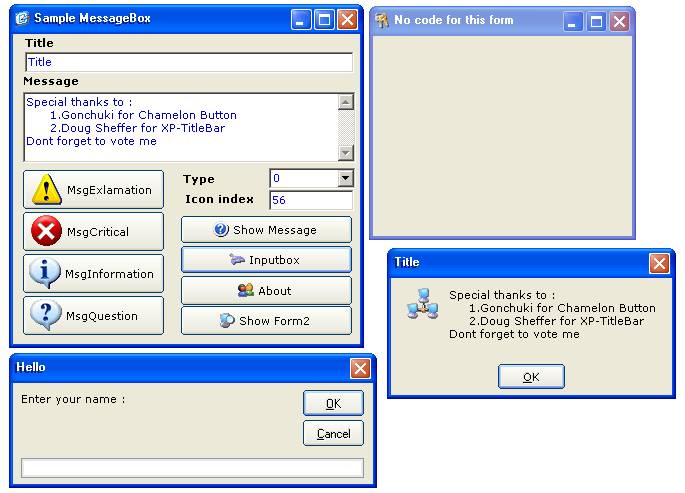 Sample MessageBox
Title
Title
Message
Special thanks to :
1.Gonchuki for Chamelon Button
2.Doug Sheffer for XP-TitleBar
Dont forget to vote me
MsgExlamation
MsgCritical
MsgInformation
MsgQuestion
Type
0
Icon index
56
Show Message
Inputbox
About
Show Form2
No code for this form
Title
Special thanks to :
1.Gonchuki for Chamelon Button
2.Doug Sheffer for XP-TitleBar
Dont forget to vote me
OK
Hello
Enter your name :
OK
Cancel